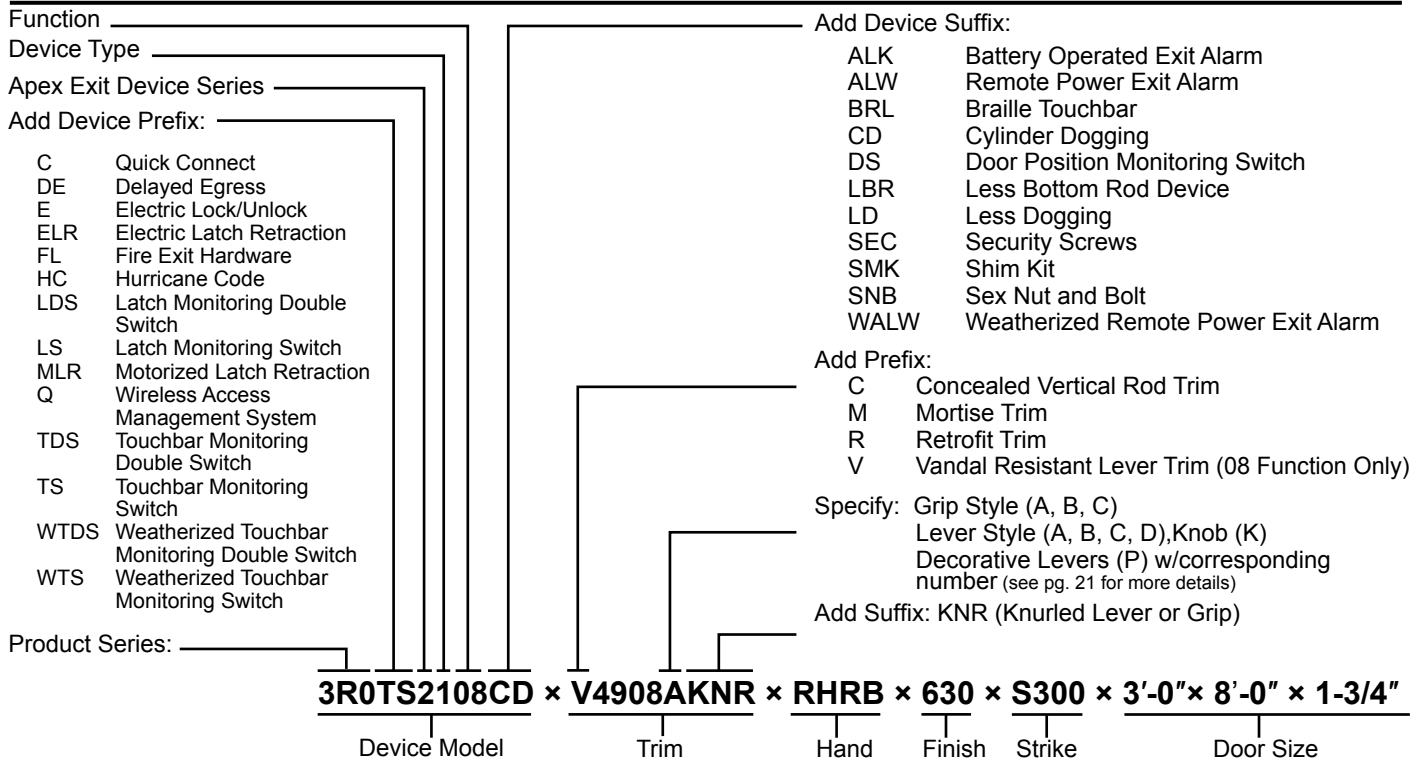 Function
Device Type
Apex Exit Device Series
Add Device Prefix:
C Quick Connect
DE Delayed Egress
E Electric Lock/Unlock
ELR Electric Latch Retraction
FL Fire Exit Hardware
HC Hurricane Code
LDS Latch Monitoring Double
Switch
LS Latch Monitoring Switch
MLR Motorized Latch Retraction
Q Wireless Access
Management System
TDS Touchbar Monitoring
Double Switch
TS Touchbar Monitoring
Switch
WTDS Weatherized Touchbar
Monitoring Double Switch
WTS Weatherized Touchbar
Monitoring Switch
Product Series:
Add Device Suffix:
ALK Battery Operated Exit Alarm
ALW Remote Power Exit Alarm
BRL Braille Touchbar
CD Cylinder Dogging
DS Door Position Monitoring Switch
LBR Less Bottom Rod Device
LD Less Dogging
SEC Security Screws
SMK Shim Kit
SNB Sex Nut and Bolt
WALW Weatherized Remote Power Exit Alarm
Add Prefix:
C Concealed Vertical Rod Trim
M Mortise Trim
R Retrofit Trim
V Vandal Resistant Lever Trim (08 Function Only)
Specify: Grip Style (A, B, C)
Lever Style (A, B, C, D),Knob (K)
Decorative Levers (P) w/corresponding
number (see pg. 21 for more details)
Add Suffix: KNR (Knurled Lever or Grip)
3R0TS2108CD × V4908AKNR × RHRB × 630 × S300 × 3′-0″× 8’-0″ × 1-3/4″
Device Model Trim Hand Finish Strike Door Size